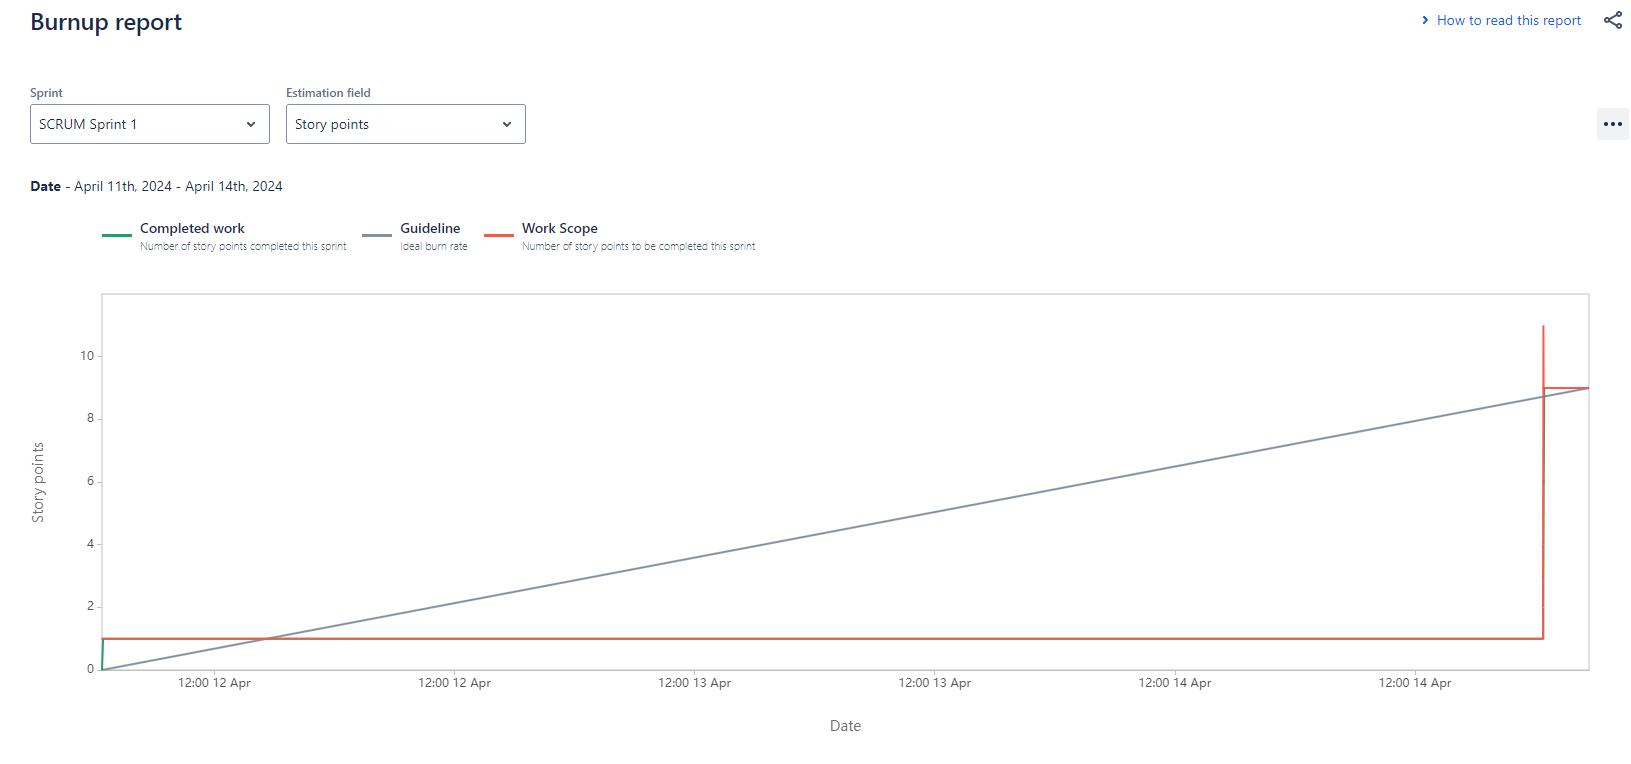 Burnup report
How to read this report
Sprint
Estimation field
SCRUM Sprint 1
Story points
Date - April 11th, 2024 - April 14th, 2024
Completed work
Number of story points completed this sprint
Guideline
Ideal burn rate
Work Scope
Number of story points to be completed this sprint
Story points
10
8
6
4
2
0
12:00 12 Apr
12:00 12 Apr
12:00 13 Apr
12:00 13 Apr
12:00 14 Apr
12:00 14 Apr
Date